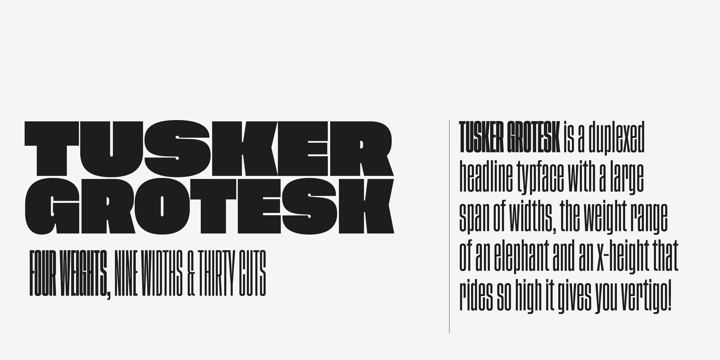 TUSKER
GROTESK
FOUR WEIGHTS, NINE WIDTHS & THIRTY CUTS
TUSKER GROTESK is a duplexed
headline typface with a large
span of widths, the weight range
of an elephant and an x-height that
rides so high it gives you vertigo!